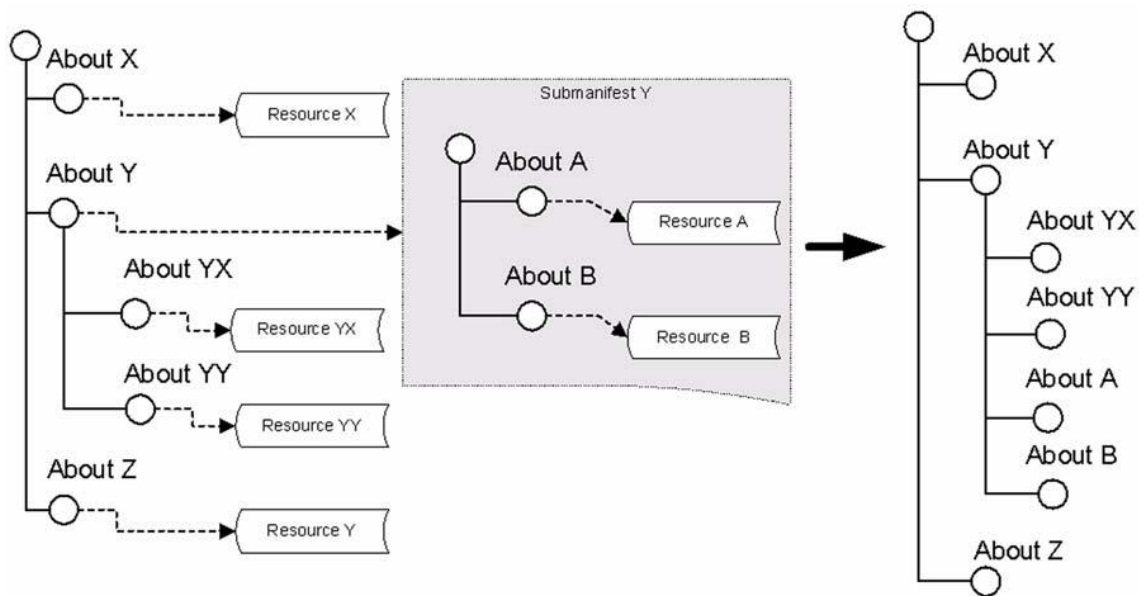 About X
Resource X
About Y
About YX
Resource YX
About YY
Resource YY
About Z
Resource Y
Submanifest Y
About A
Resource A
About B
Resource B
About X
About Y
About YX
About YY
About A
About B
About Z